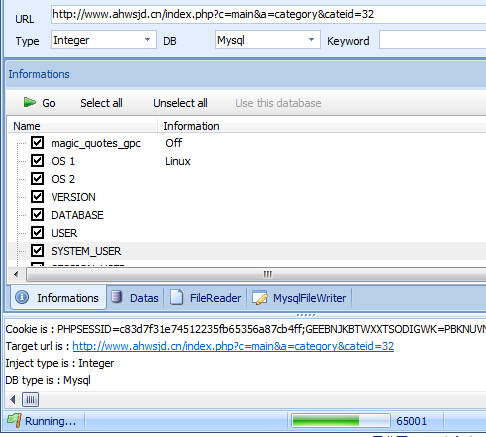 URL http://www.ahwsjd.cn/index.php?c=main&a=category&cateid=32
Type Integer DB Mysql Keyword
Informations
Go Select all Unselect all Use this database
Name Information
magic_quotes_gpc Off
OS 1 Linux
OS 2
VERSION
DATABASE
USER
SYSTEM_USER
Informations Datas FileReader MysqlFileWriter
Cookie is : PHPSESSID=c83d7f31e74512235fb65356a87cb4ff;GEEBNJKBTWXXTSODIGWK=PBKNUVN
Target url is : http://www.ahwsjd.cn/index.php?c=main&a=category&cateid=32
Inject type is : Integer
DB type is : Mysql
Running... 65001